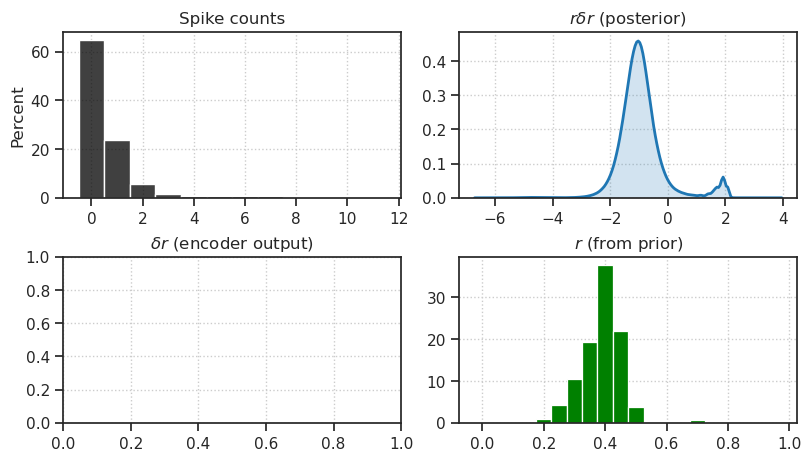 Spike counts
Percent
60
40
20
0
0 2 4 6 8 10 12
rδr (posterior)
0.4
0.3
0.2
0.1
0.0
−6 −4 −2 0 2 4
δr (encoder output)
1.0
0.8
0.6
0.4
0.2
0.0
0.0 0.2 0.4 0.6 0.8 1.0
r (from prior)
30
20
10
0
0.0 0.2 0.4 0.6 0.8 1.0